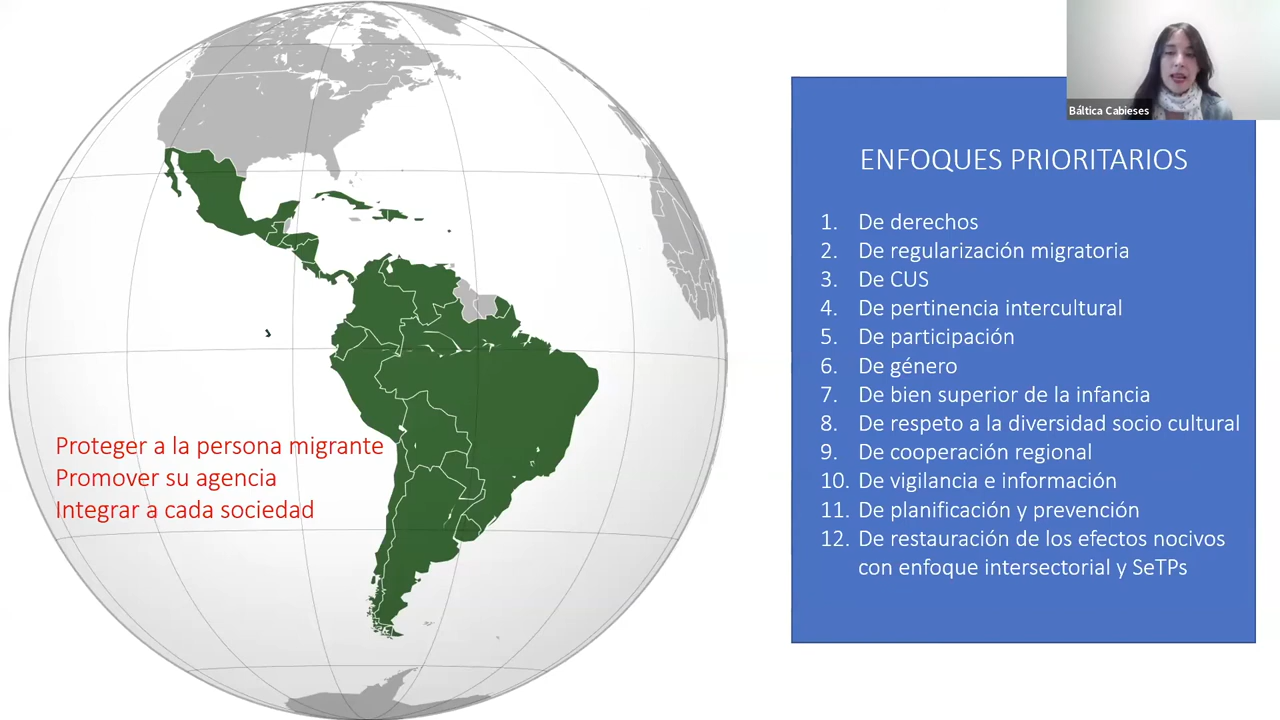 Báltica Cabieses
ENFOQUES PRIORITARIOS
1. De derechos
2. De regularización migratoria
3. De CUS
4. De pertinencia intercultural
5. De participación
6. De género
7. De bien superior de la infancia
8. De respeto a la diversidad socio cultural
9. De cooperación regional
10. De vigilancia e información
11. De planificación y prevención
12. De restauración de los efectos nocivos
con enfoque intersectorial y SeTPs
Proteger a la persona migrante
Promover su agencia
Integrar a cada sociedad